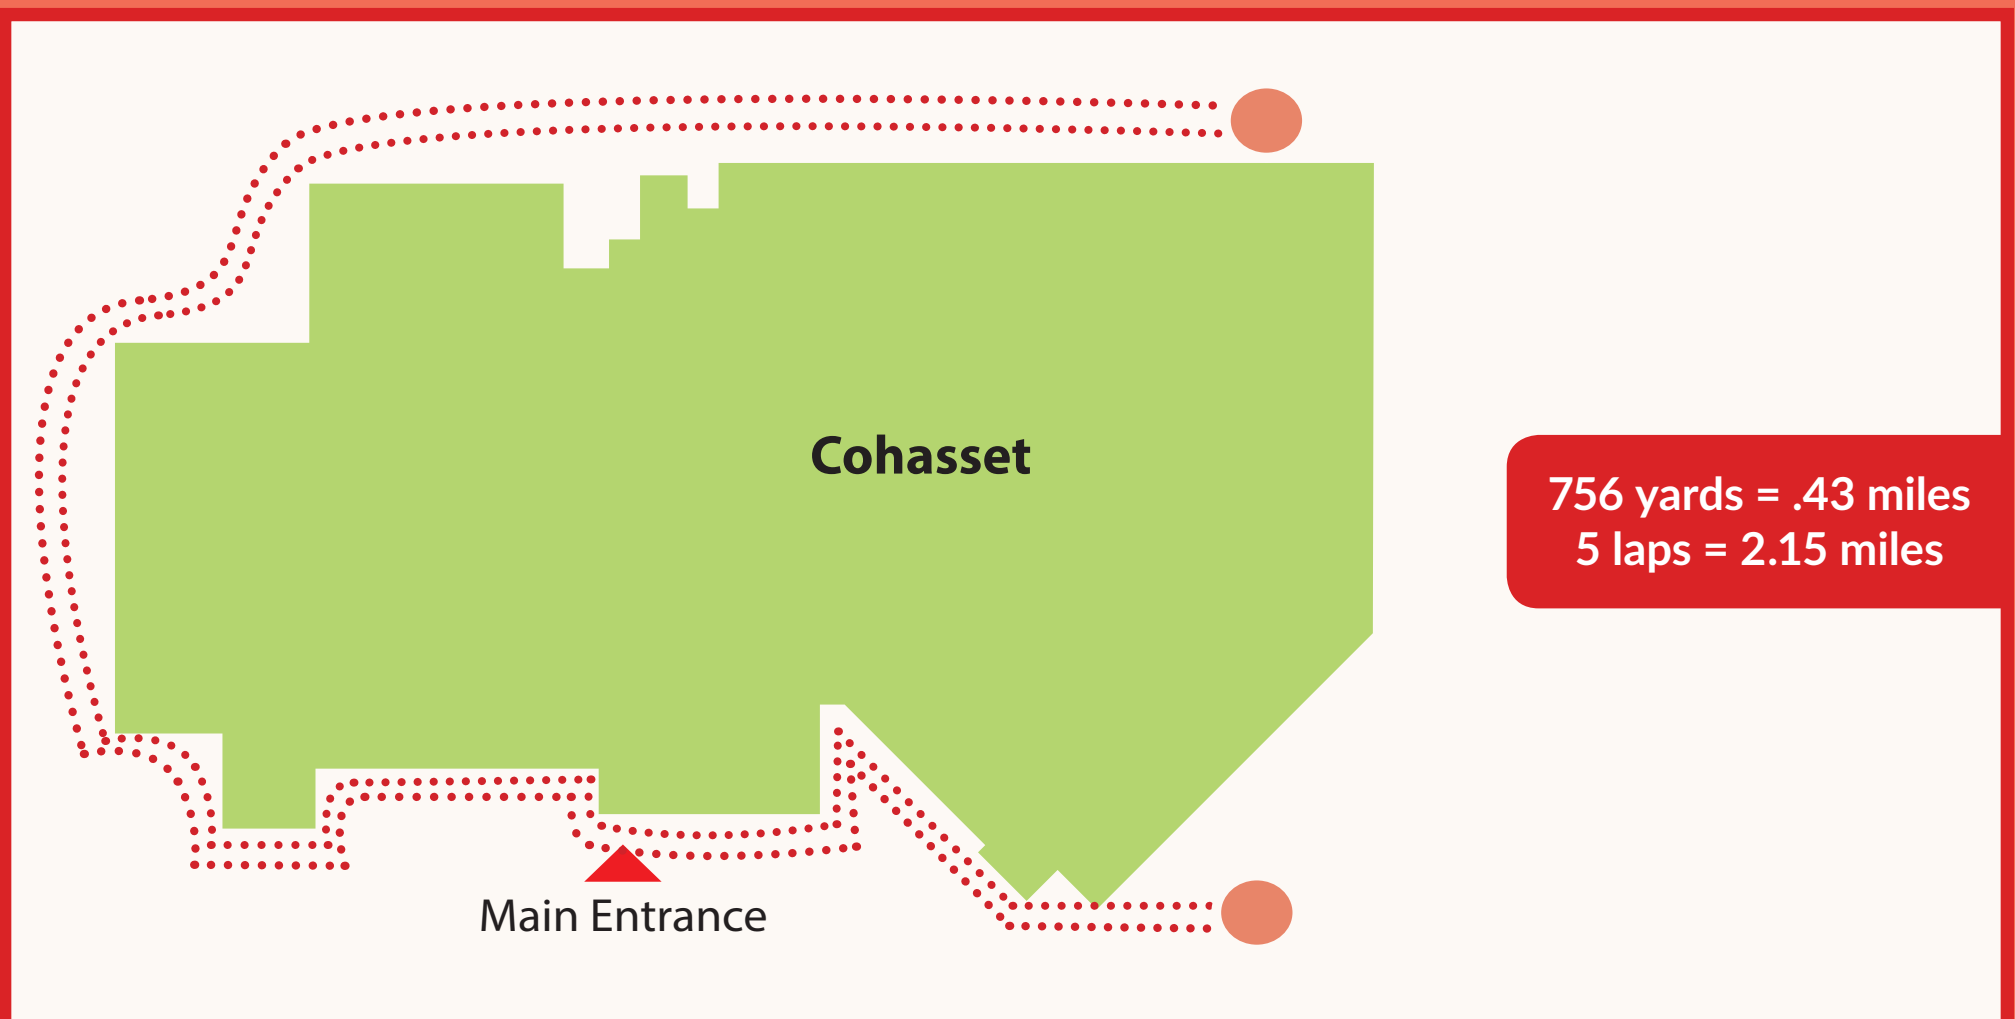 Cohasset
756 yards = .43 miles
5 laps = 2.15 miles
Main Entrance